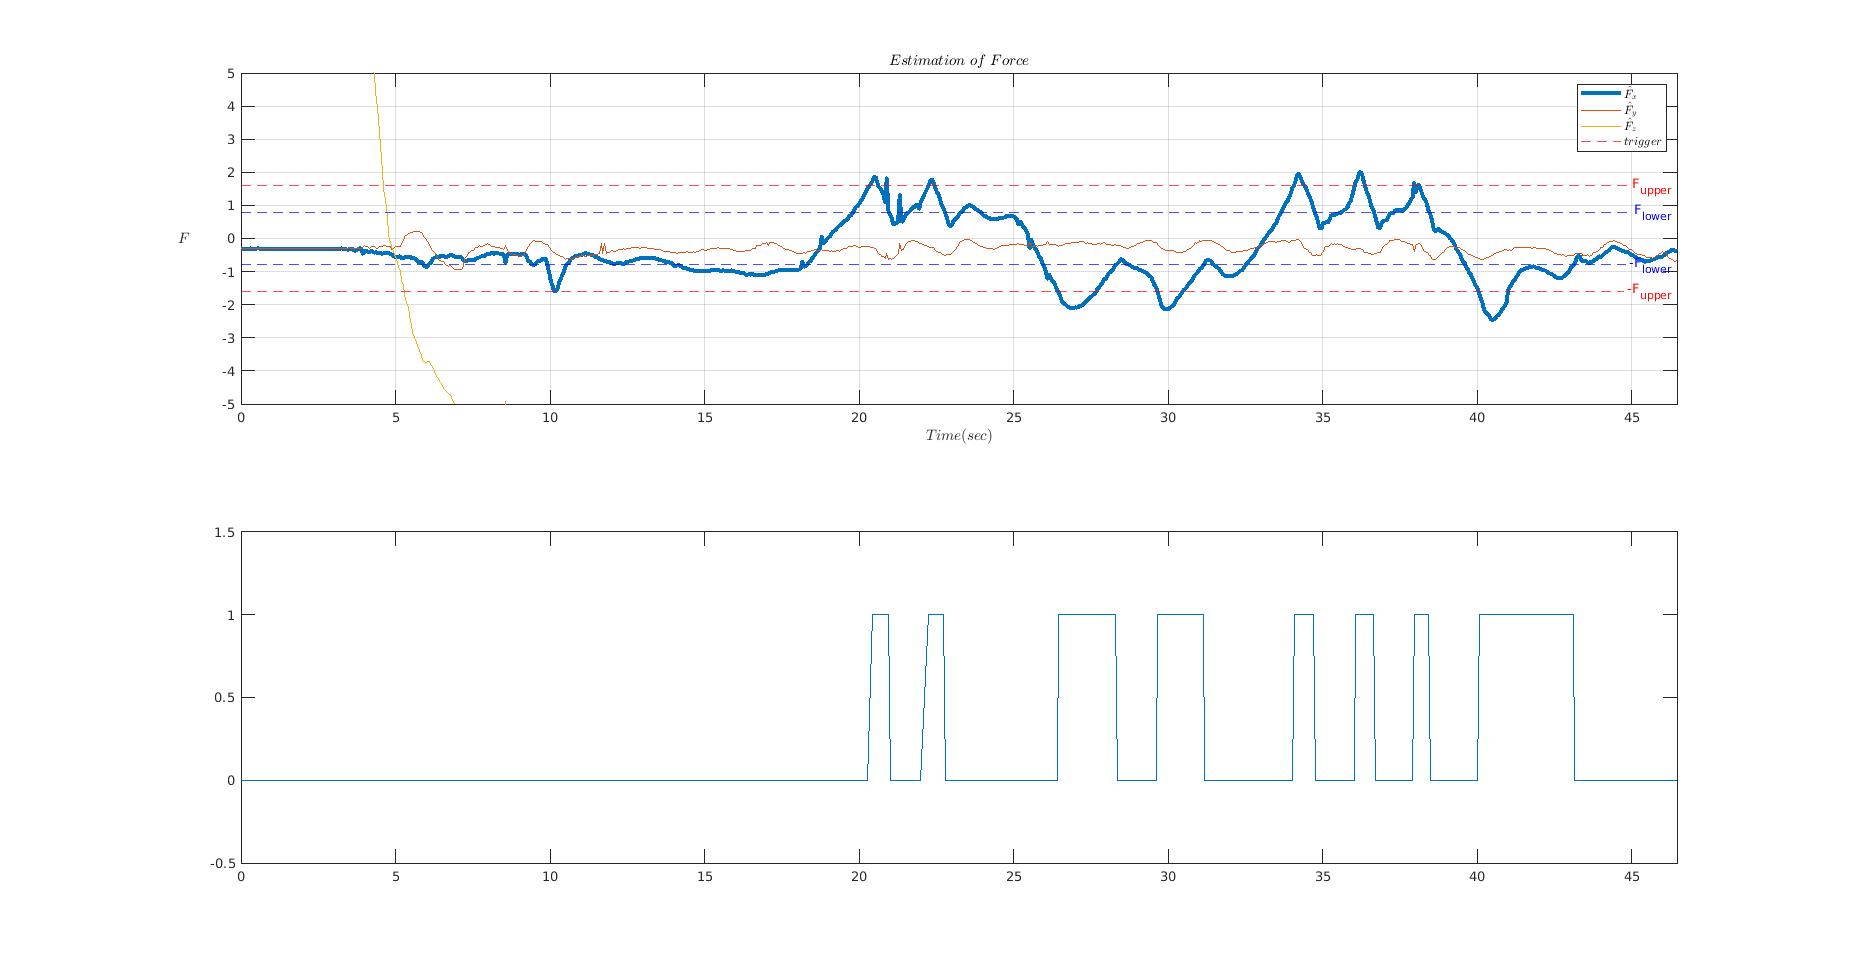 Estimation of Force
5
4
3
2
1
0
-1
-2
-3
-4
-5
F
F̂x
F̂y
F̂z
trigger
Fupper
Flower
-Flower
-Fupper
0 5 10 15 20 25 30 35 40 45
Time(sec)
1.5
1
0.5
0
-0.5
0 5 10 15 20 25 30 35 40 45